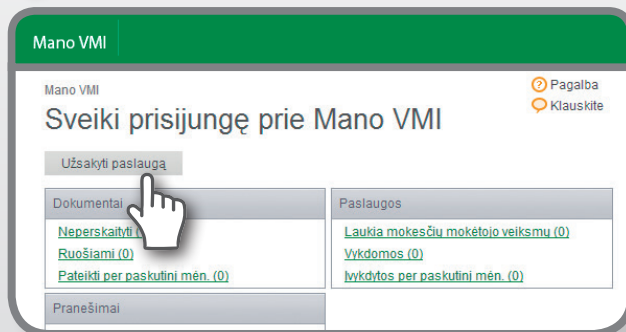 Mano VMI
Mano VMI
Pagalba
Klauskite
Sveiki prisijungę prie Mano VMI
Užsakyti paslaugą
Dokumentai
Neperskaityti (
Ruošiami (0)
Pateikti per paskutinį mėn. (0)
Paslaugos
Laukia mokesčių mokėtojo veiksmų (0)
Vykdomos (0)
Įvykdytos per paskutinį mėn. (0)
Pranešimai